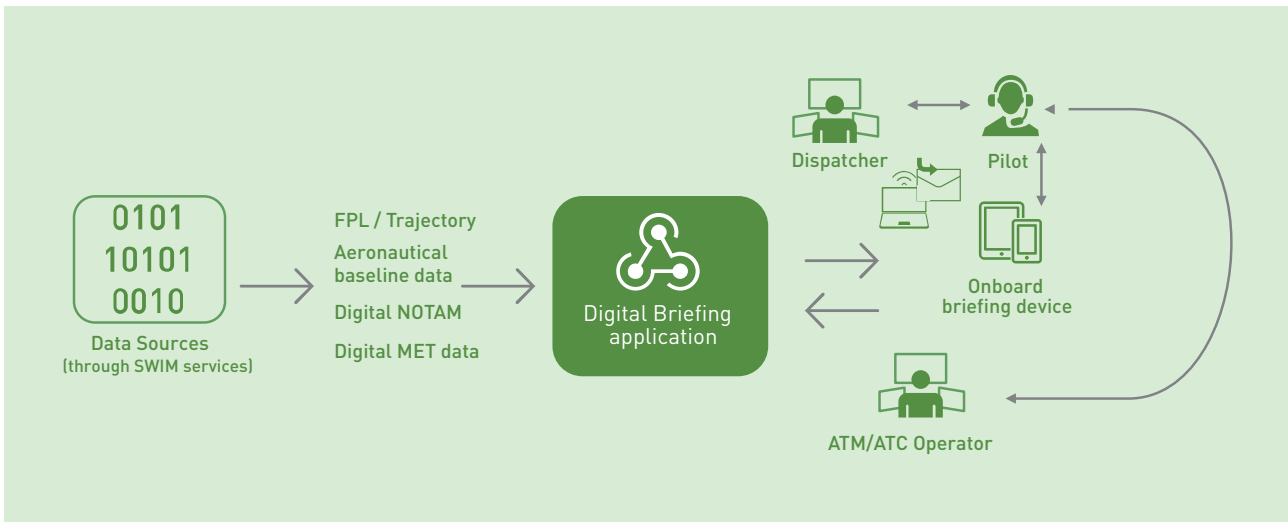 0101
10101
0010
Data Sources
(through SWIM services)
FPL / Trajectory
Aeronautical
baseline data
Digital NOTAM
Digital MET data
Digital Briefing
application
Dispatcher
Pilot
Onboard
briefing device
ATM/ATC Operator